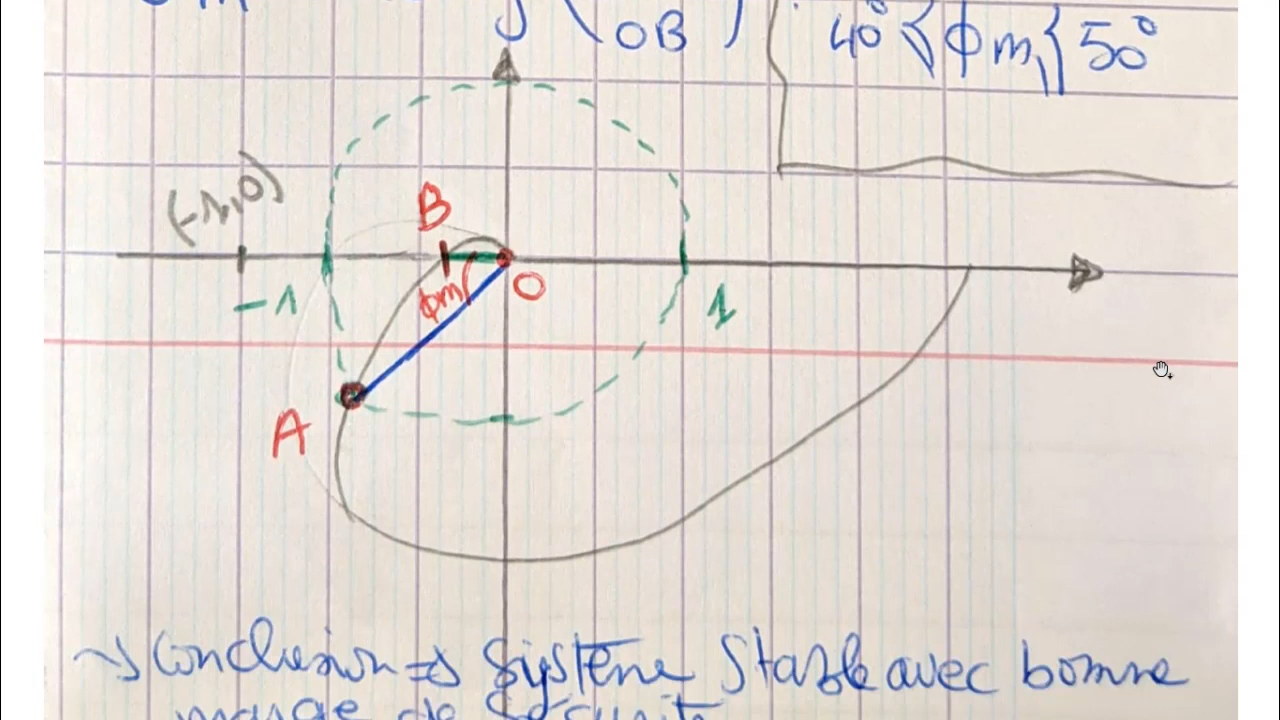 OB
40° ⩽ ϕm ⩽ 50°
(-1,0)
B
ϕm
O
-1
1
A
→ Conclusion ⇒ Système Stable avec bonne